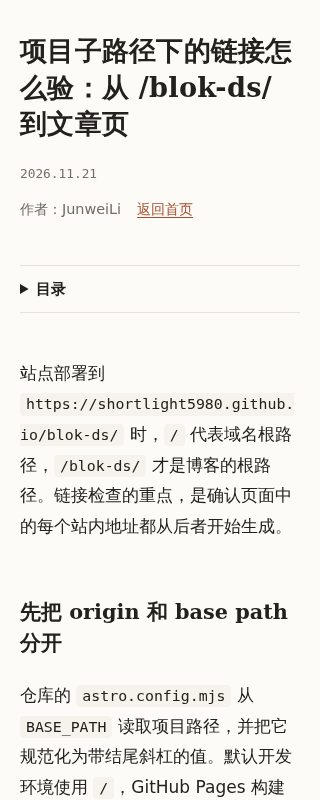 项目子路径下的链接怎
么验：从 /blok-ds/
到文章页
2026.11.21
作者：JunweiLi 返回首页
▶ 目录
站点部署到
https://shortlight5980.github.
io/blok-ds/ 时， / 代表域名根路
径， /blok-ds/ 才是博客的根路
径。链接检查的重点，是确认页面中
的每个站内地址都从后者开始生成。
先把 origin 和 base path
分开
仓库的 astro.config.mjs 从
BASE_PATH 读取项目路径，并把它
规范化为带结尾斜杠的值。默认开发
环境使用 / ，GitHub Pages 构建